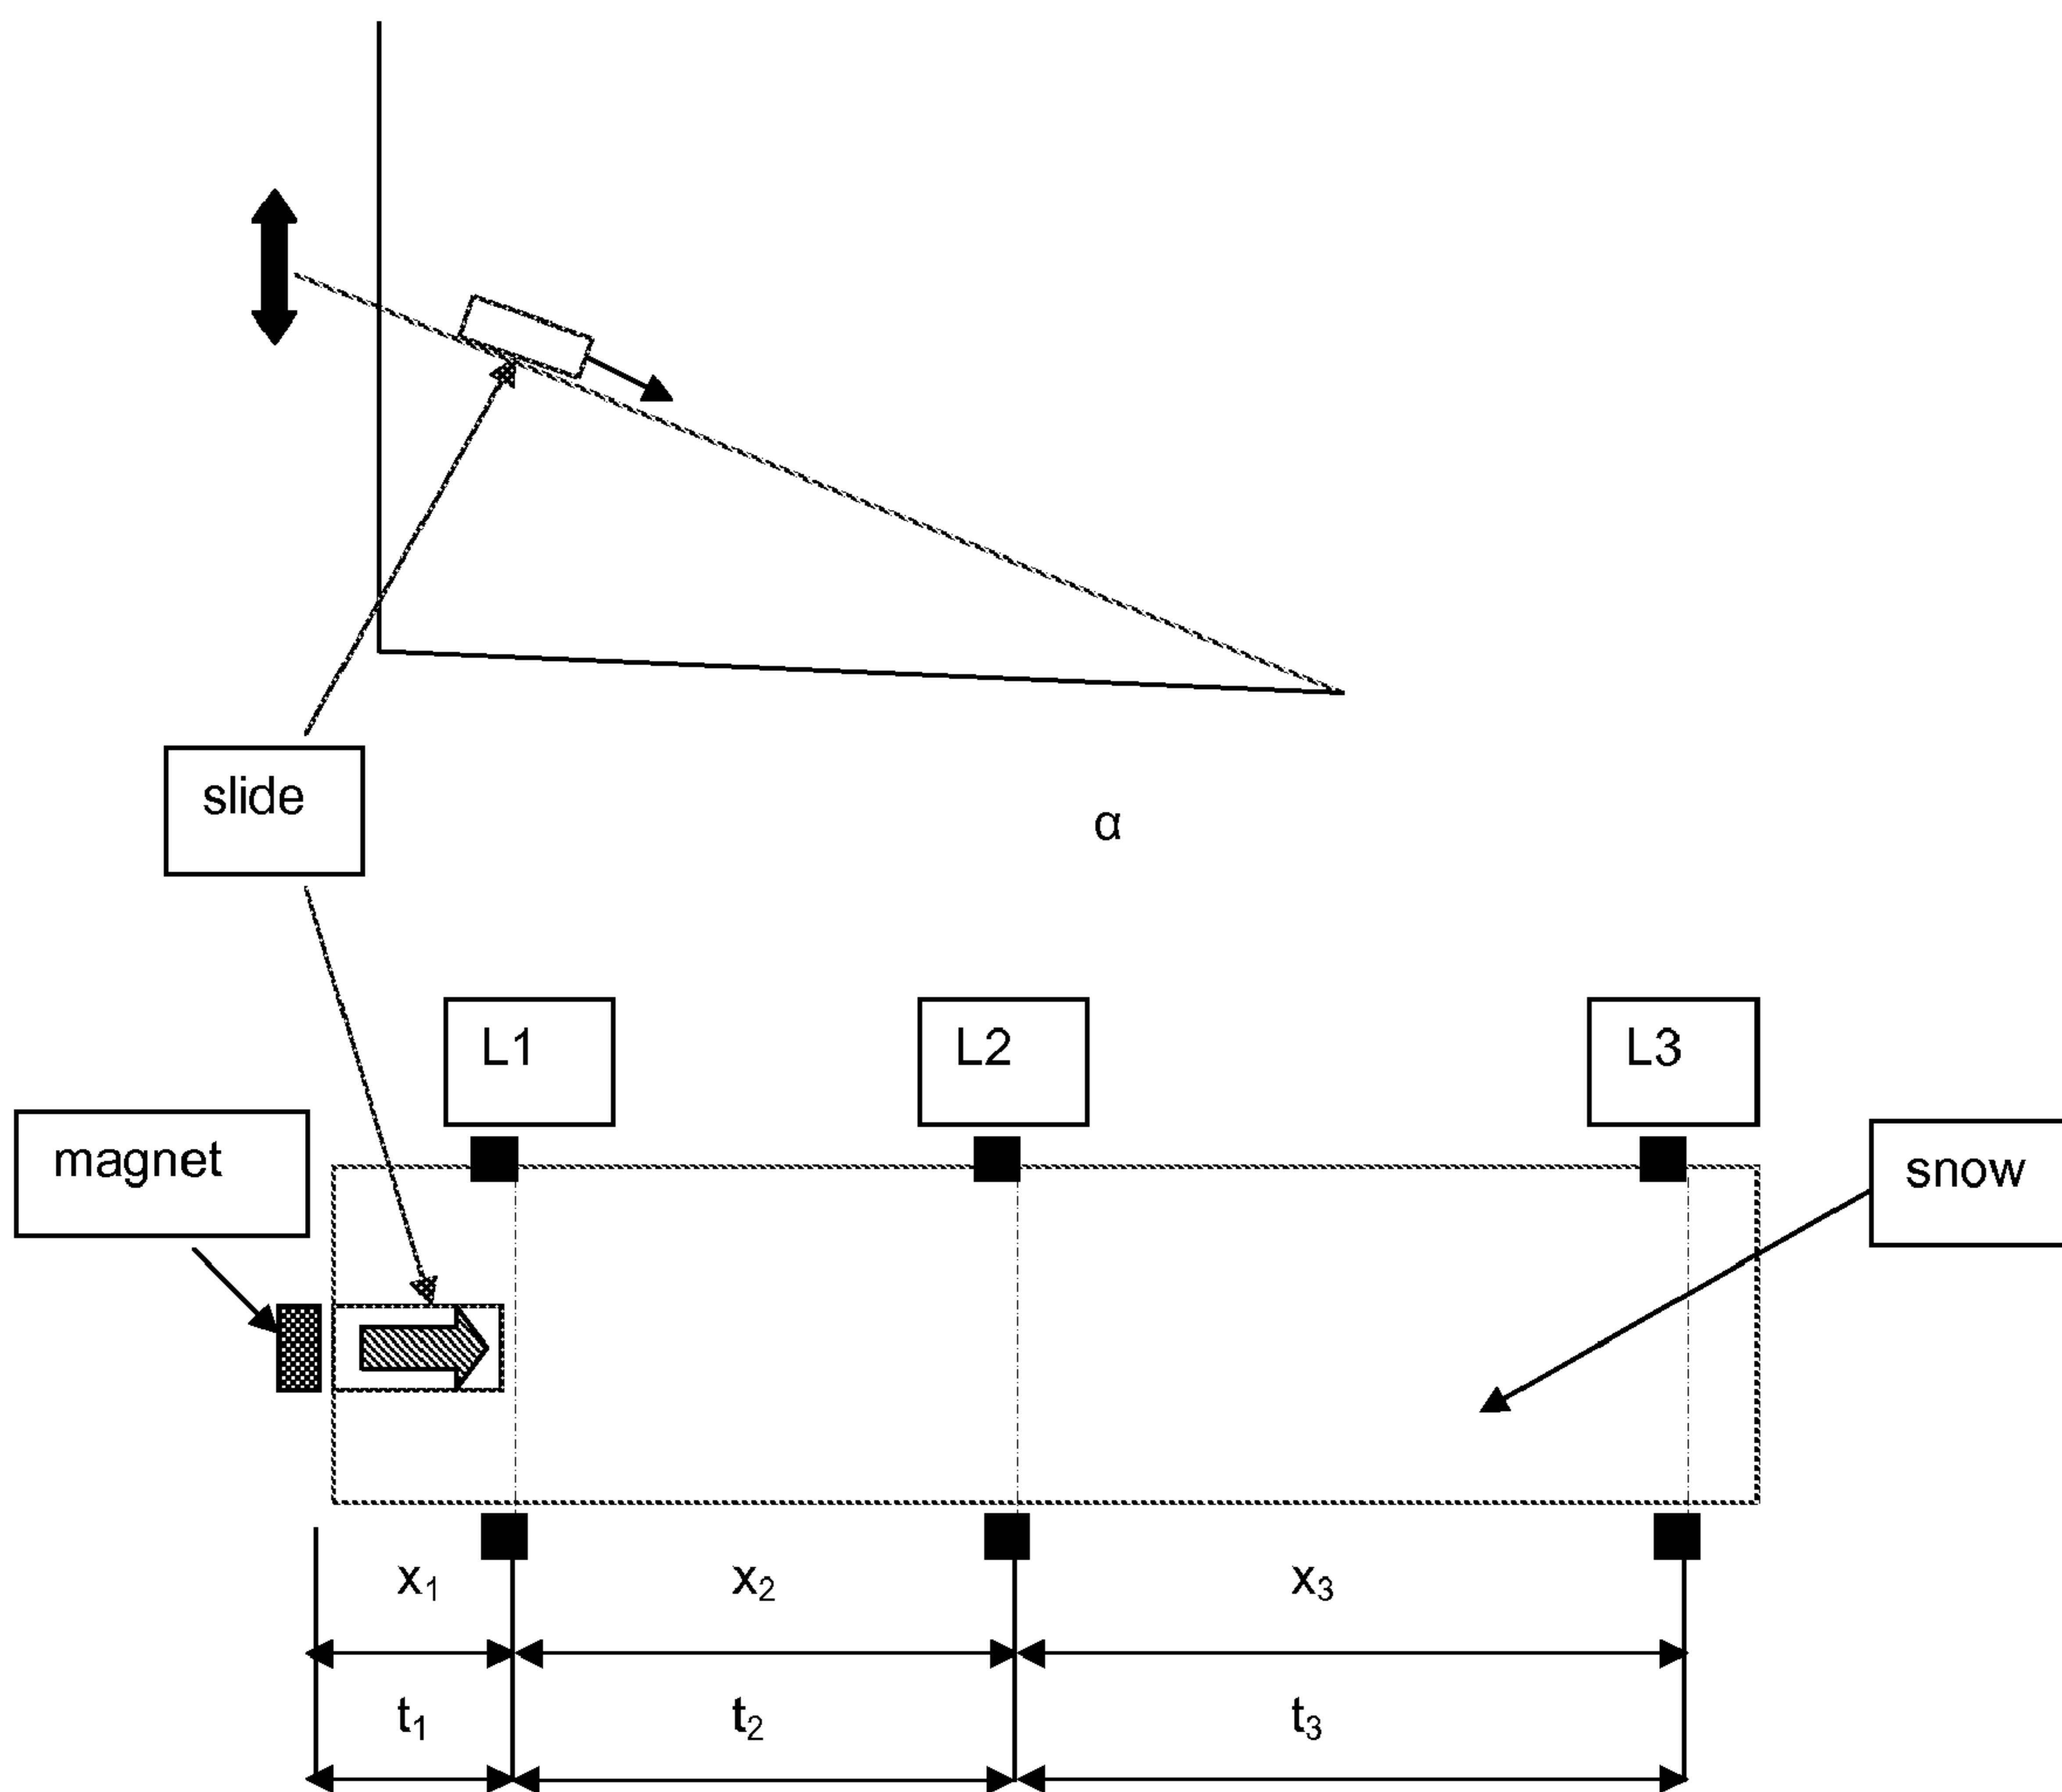 slide
α
L1
L2
L3
magnet
snow
x₁
x₂
x₃
t₁
t₂
t₃